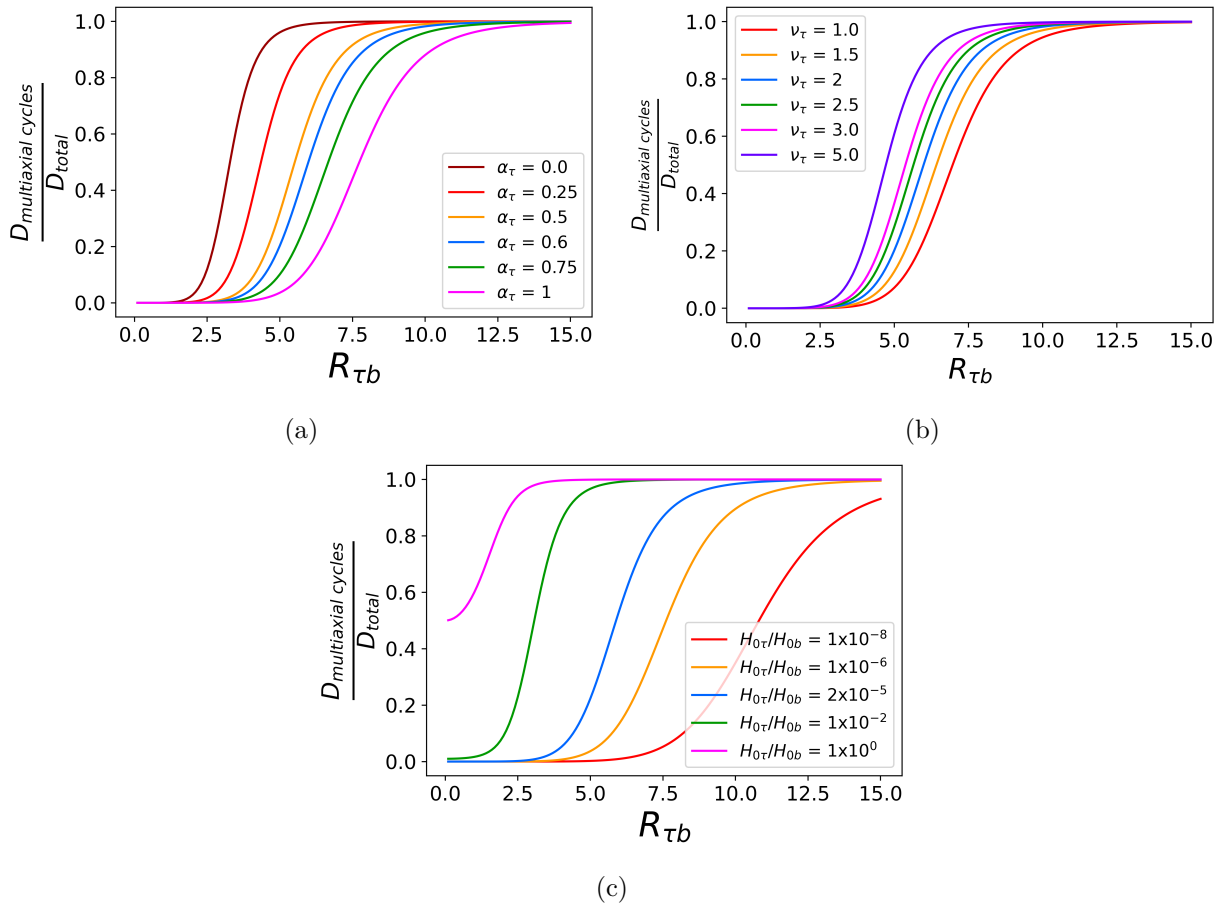 1.0
0.8
0.6
0.4
0.2
0.0
D_multiaxial cycles
D_total
α_τ = 0.0
α_τ = 0.25
α_τ = 0.5
α_τ = 0.6
α_τ = 0.75
α_τ = 1
0.0 2.5 5.0 7.5 10.0 12.5 15.0
R_τb
(a)
1.0
0.8
0.6
0.4
0.2
0.0
D_multiaxial cycles
D_total
ν_τ = 1.0
ν_τ = 1.5
ν_τ = 2
ν_τ = 2.5
ν_τ = 3.0
ν_τ = 5.0
0.0 2.5 5.0 7.5 10.0 12.5 15.0
R_τb
(b)
1.0
0.8
0.6
0.4
0.2
0.0
D_multiaxial cycles
D_total
H_0τ/H_0b = 1x10^-8
H_0τ/H_0b = 1x10^-6
H_0τ/H_0b = 2x10^-5
H_0τ/H_0b = 1x10^-2
H_0τ/H_0b = 1x10^0
0.0 2.5 5.0 7.5 10.0 12.5 15.0
R_τb
(c)